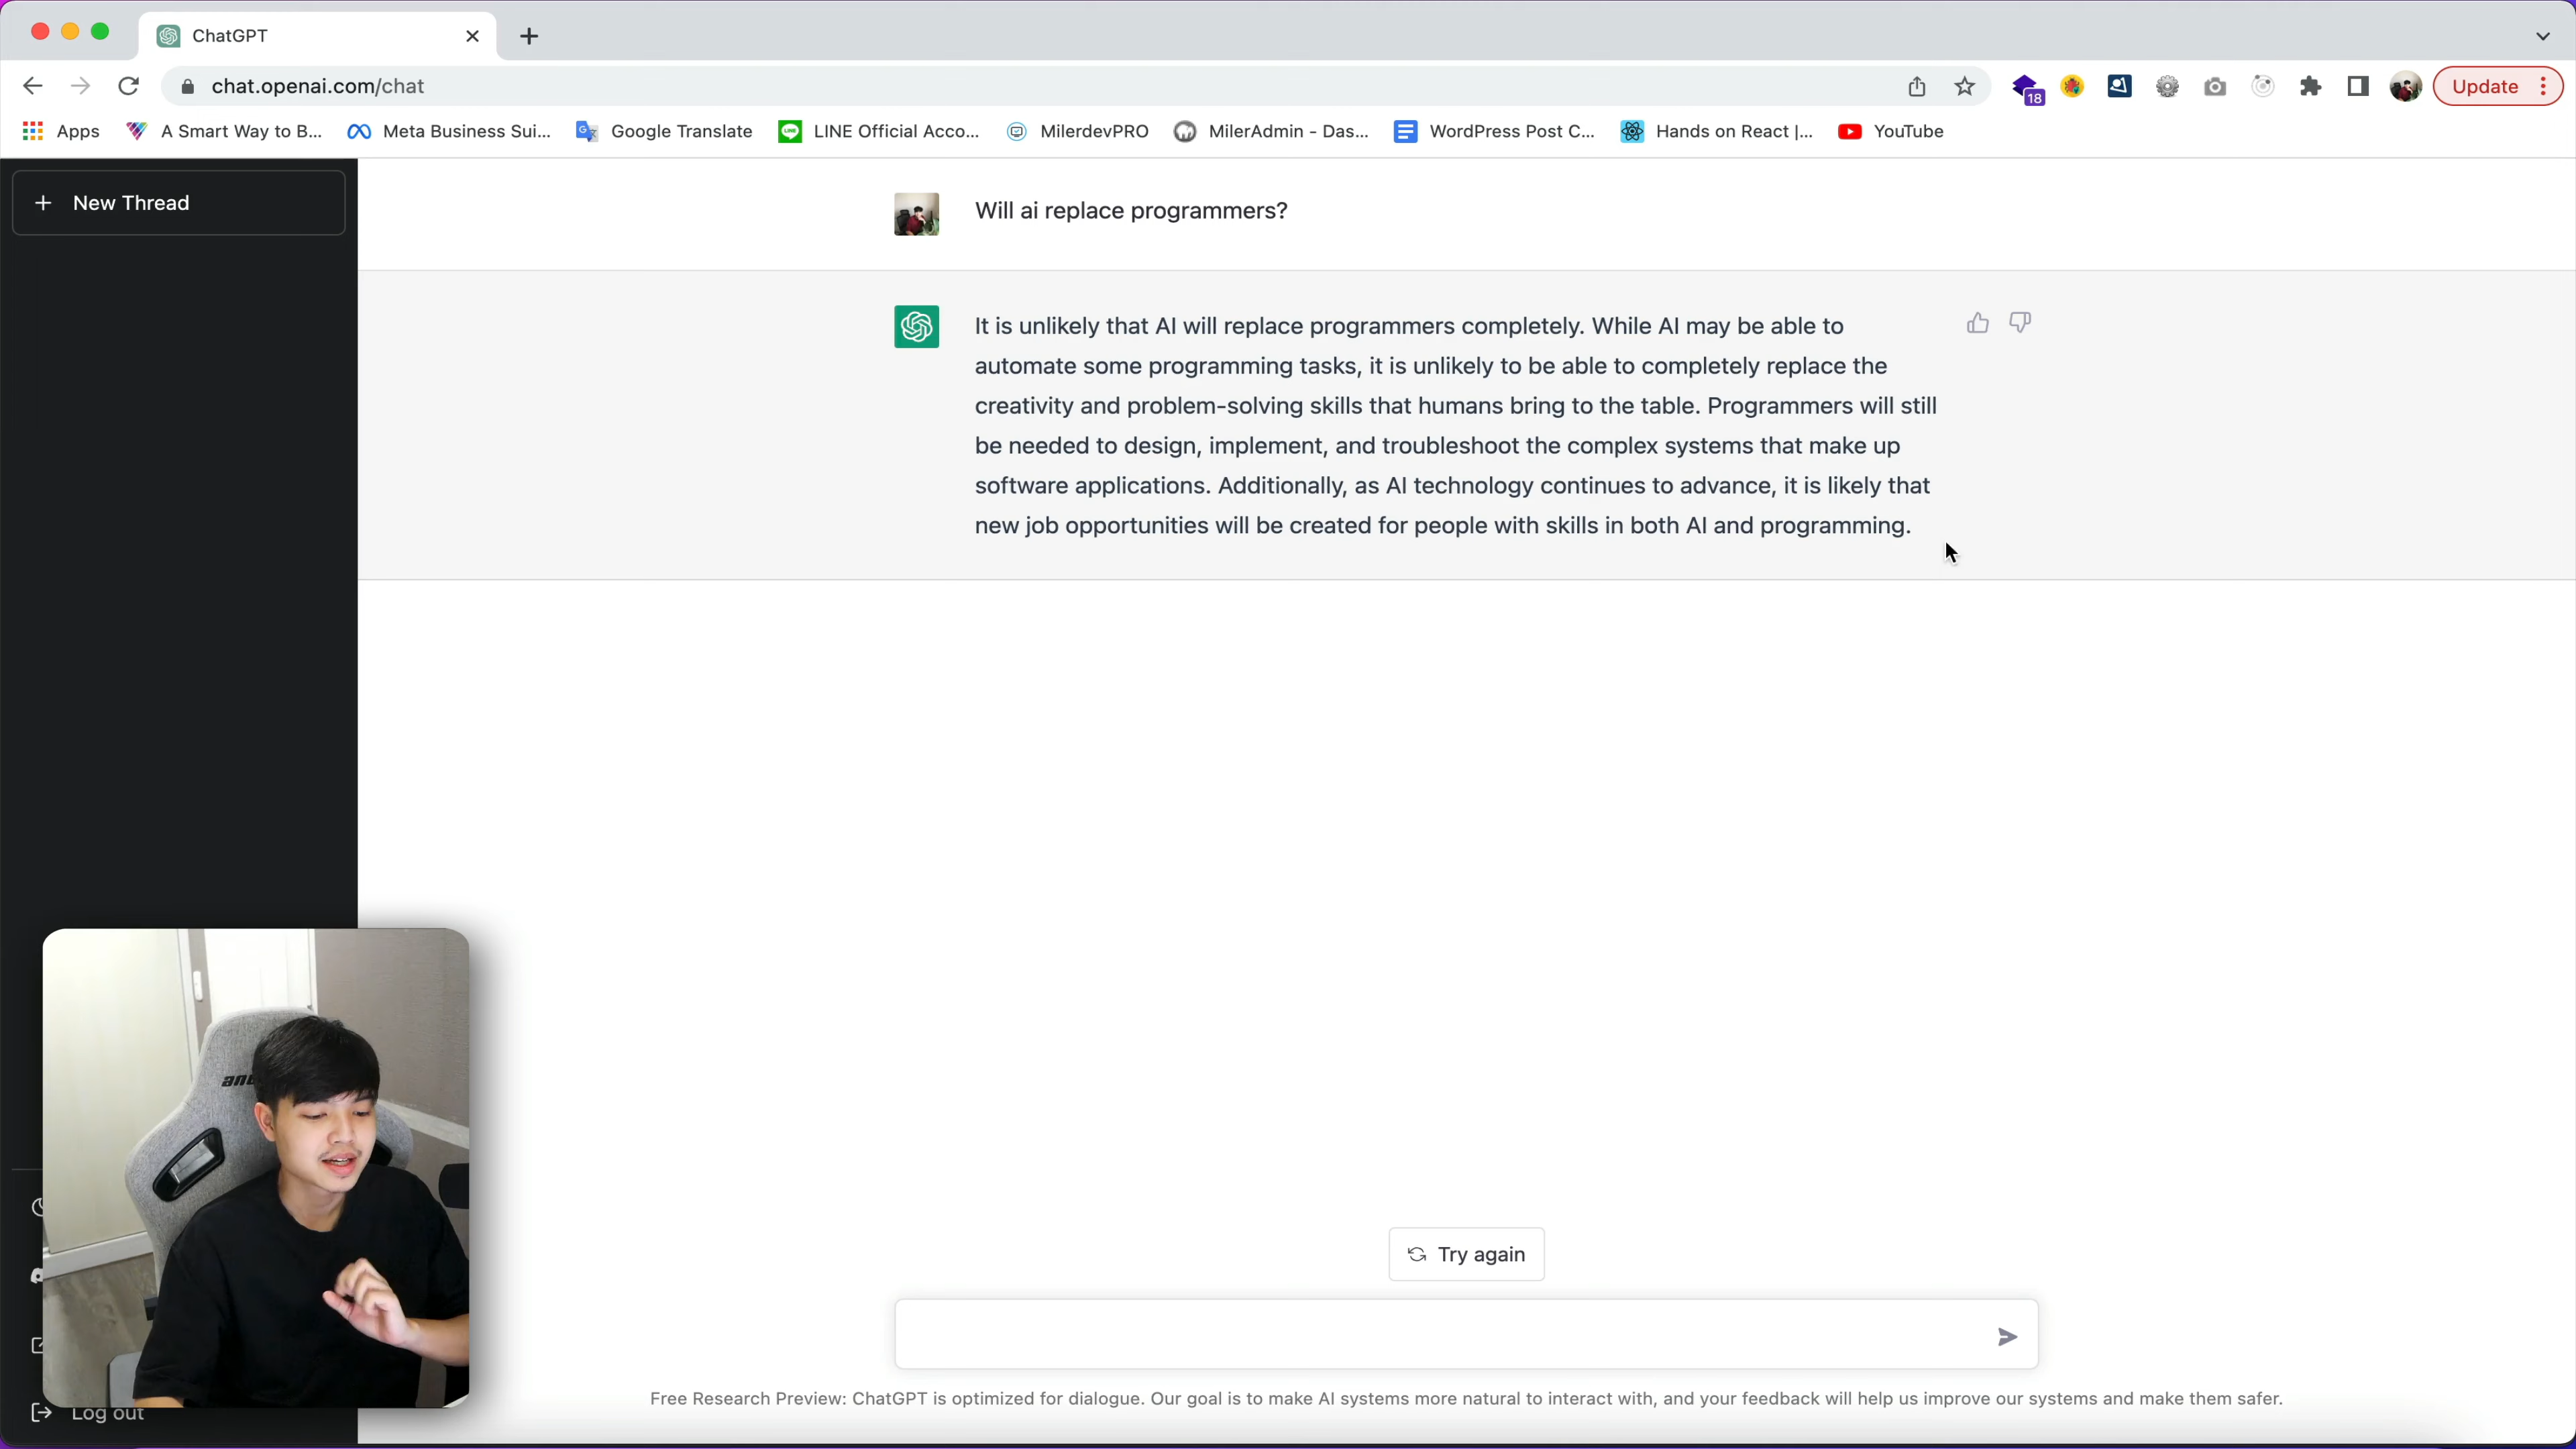 ChatGPT
chat.openai.com/chat
18
Update
Apps
A Smart Way to B...
Meta Business Sui...
Google Translate
LINE Official Acco...
MilerdevPRO
MilerAdmin - Das...
WordPress Post C...
Hands on React |...
YouTube
New Thread
Will ai replace programmers?
It is unlikely that AI will replace programmers completely. While AI may be able to
automate some programming tasks, it is unlikely to be able to completely replace the
creativity and problem-solving skills that humans bring to the table. Programmers will still
be needed to design, implement, and troubleshoot the complex systems that make up
software applications. Additionally, as AI technology continues to advance, it is likely that
new job opportunities will be created for people with skills in both AI and programming.
Try again
Free Research Preview: ChatGPT is optimized for dialogue. Our goal is to make AI systems more natural to interact with, and your feedback will help us improve our systems and make them safer.
Log out